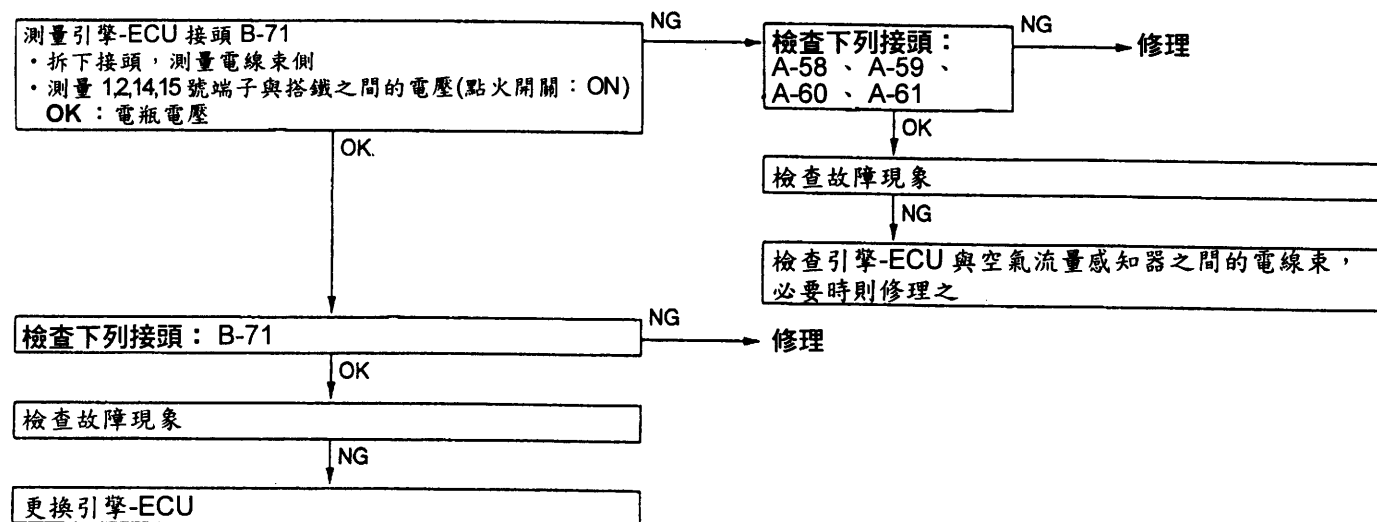 測量引擎-ECU 接頭 B-71
・拆下接頭，測量電線束側
・測量 1,2,14,15 號端子與搭鐵之間的電壓(點火開關：ON)
OK ：電瓶電壓
NG
檢查下列接頭：
A-58 、 A-59 、
A-60 、 A-61
NG
修理
OK
檢查故障現象
NG
檢查引擎-ECU 與空氣流量感知器之間的電線束，
必要時則修理之
OK.
檢查下列接頭： B-71
NG
修理
OK
檢查故障現象
NG
更換引擎-ECU